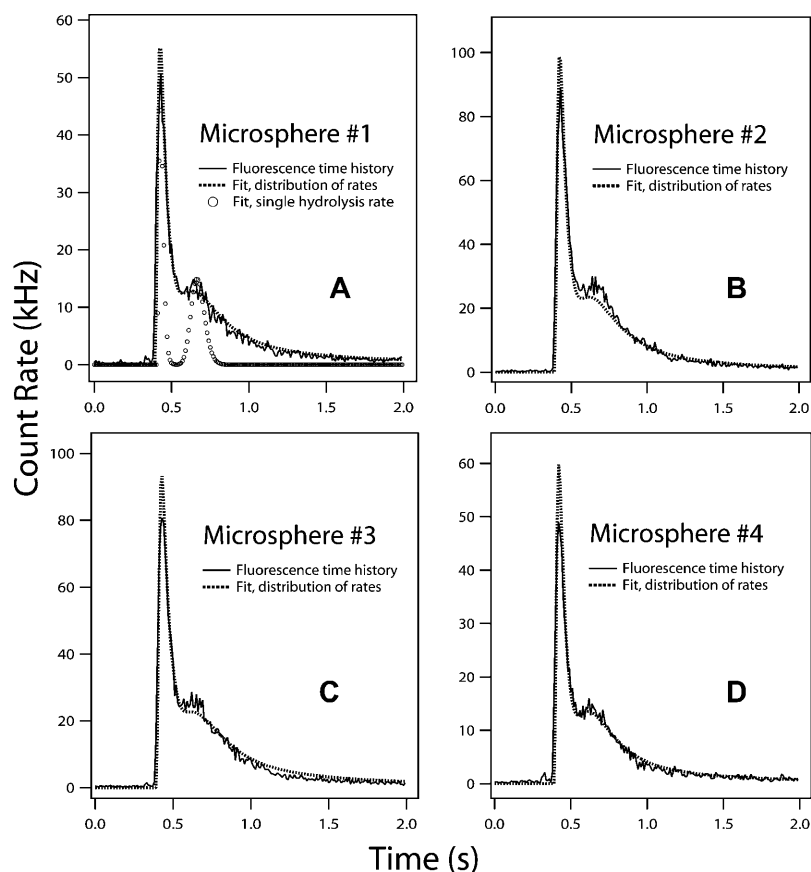 Count Rate (kHz)
60
50
40
30
20
10
0
Microsphere #1
Fluorescence time history
Fit, distribution of rates
Fit, single hydrolysis rate
A
0.0 0.5 1.0 1.5 2.0
100
80
60
40
20
0
Microsphere #2
Fluorescence time history
Fit, distribution of rates
B
0.0 0.5 1.0 1.5 2.0
100
80
60
40
20
0
Microsphere #3
Fluorescence time history
Fit, distribution of rates
C
0.0 0.5 1.0 1.5 2.0
60
50
40
30
20
10
0
Microsphere #4
Fluorescence time history
Fit, distribution of rates
D
0.0 0.5 1.0 1.5 2.0
Time (s)